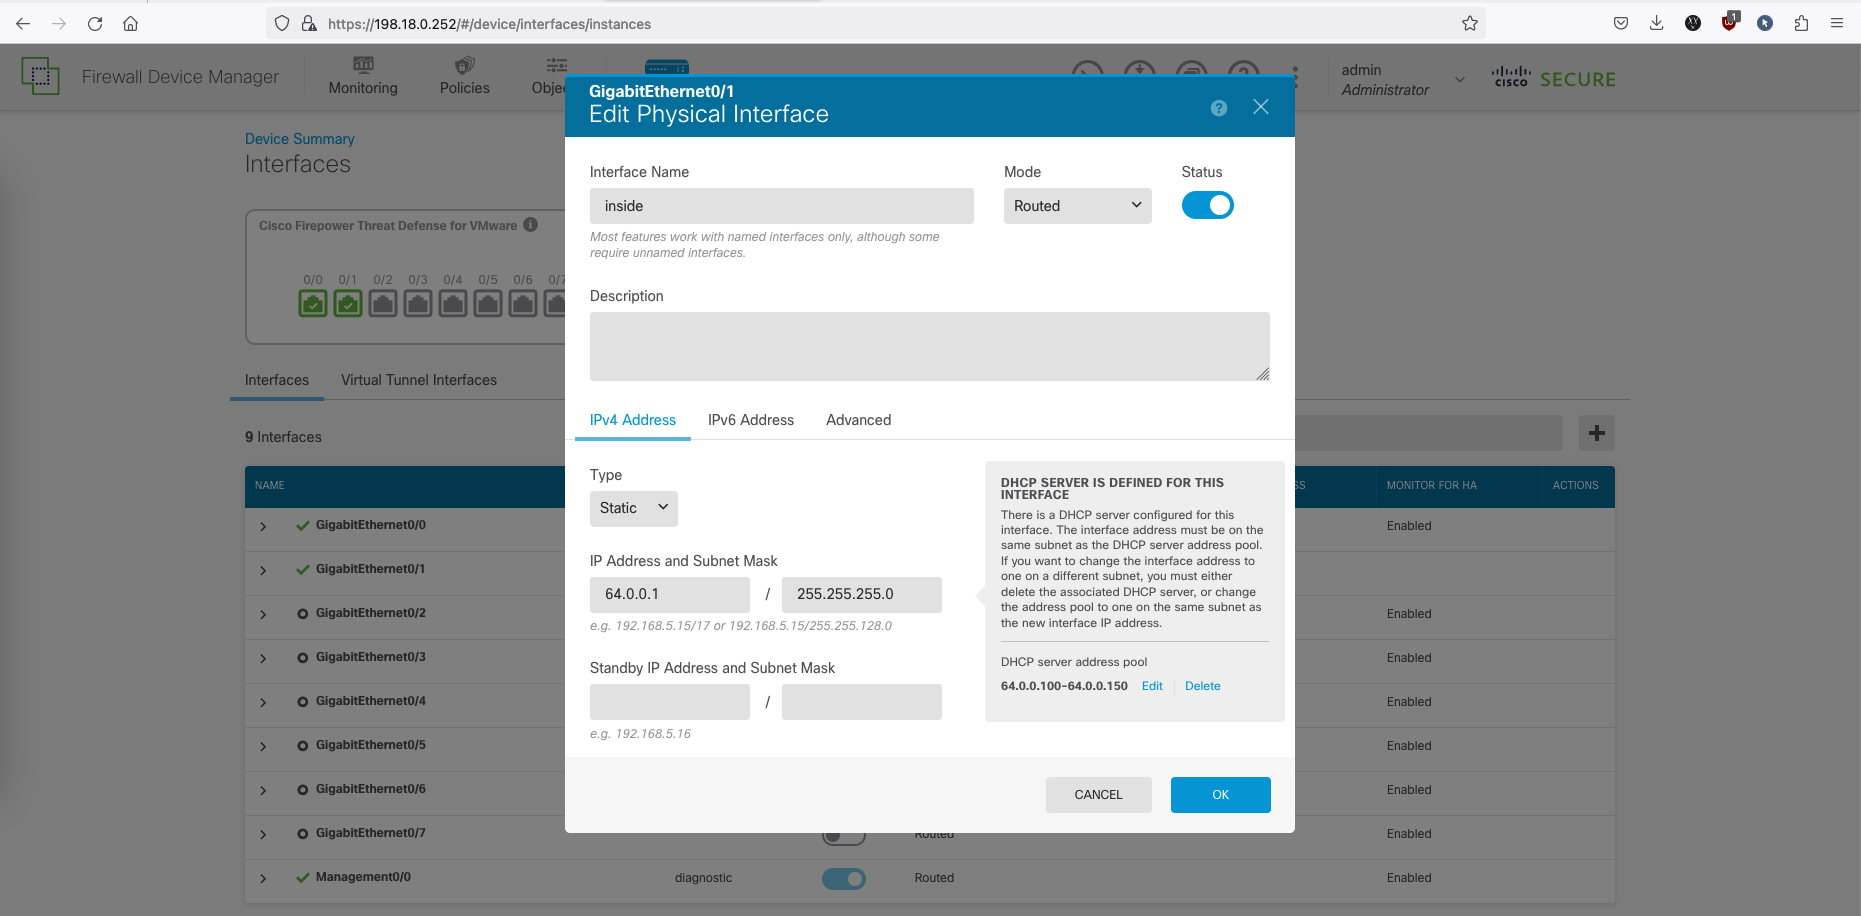 https://198.18.0.252/#/device/interfaces/instances
1
Firewall Device Manager
Monitoring
Policies
Obje
admin
Administrator
CISCO SECURE
GigabitEthernet0/1
Edit Physical Interface
?
Device Summary
Interfaces
Cisco Firepower Threat Defense for VMware
0/0 0/1 0/2 0/3 0/4 0/5 0/6 0/7
Interface Name
inside
Most features work with named interfaces only, although some
require unnamed interfaces.
Mode
Routed
Status
Description
Interfaces
Virtual Tunnel Interfaces
IPv4 Address
IPv6 Address
Advanced
9 Interfaces
Type
Static
IP Address and Subnet Mask
64.0.0.1 / 255.255.255.0
e.g. 192.168.5.15/17 or 192.168.5.15/255.255.128.0
Standby IP Address and Subnet Mask
/
e.g. 192.168.5.16
DHCP SERVER IS DEFINED FOR THIS
INTERFACE
There is a DHCP server configured for this
interface. The interface address must be on the
same subnet as the DHCP server address pool.
If you want to change the interface address to
one on a different subnet, you must either
delete the associated DHCP server, or change
the address pool to one on the same subnet as
the new interface IP address.
DHCP server address pool
64.0.0.100-64.0.0.150 Edit Delete
CANCEL
OK
NAME
SS
MONITOR FOR HA
ACTIONS
GigabitEthernet0/0 Enabled
GigabitEthernet0/1
GigabitEthernet0/2 Enabled
GigabitEthernet0/3 Enabled
GigabitEthernet0/4 Enabled
GigabitEthernet0/5 Enabled
GigabitEthernet0/6 Enabled
GigabitEthernet0/7 Routed Enabled
Management0/0 diagnostic Routed Enabled